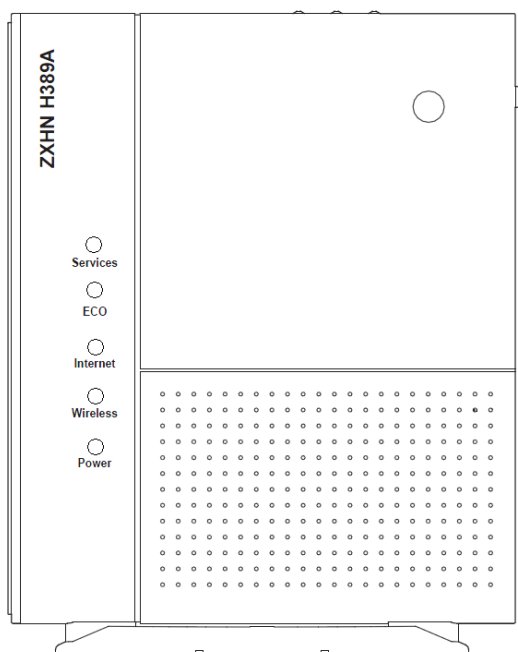 ZXHN H389A
Services
ECO
Internet
Wireless
Power